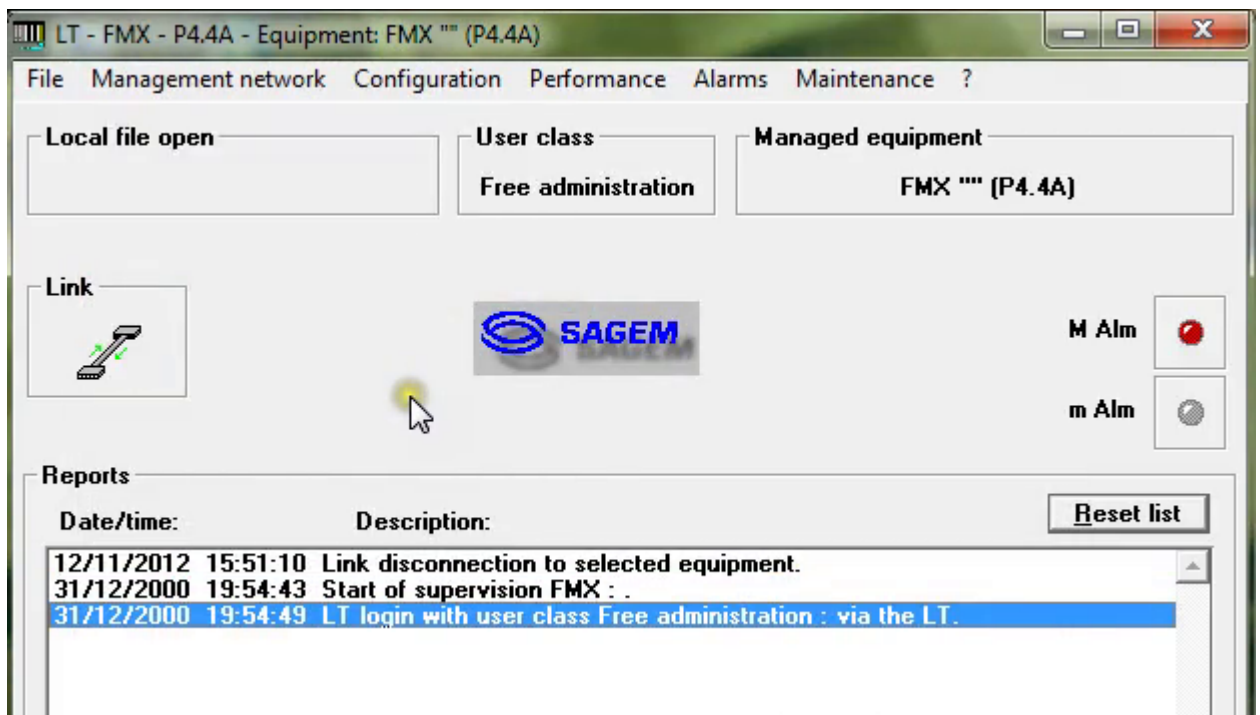 LT - FMX - P4.4A - Equipment: FMX "" (P4.4A)
File Management network Configuration Performance Alarms Maintenance ?
Local file open
User class
Free administration
Managed equipment
FMX "" (P4.4A)
Link
SAGEM
M Alm
m Alm
Reports
Date/time: Description:
Reset list
12/11/2012 15:51:10 Link disconnection to selected equipment.
31/12/2000 19:54:43 Start of supervision FMX : .
31/12/2000 19:54:49 LT login with user class Free administration : via the LT.